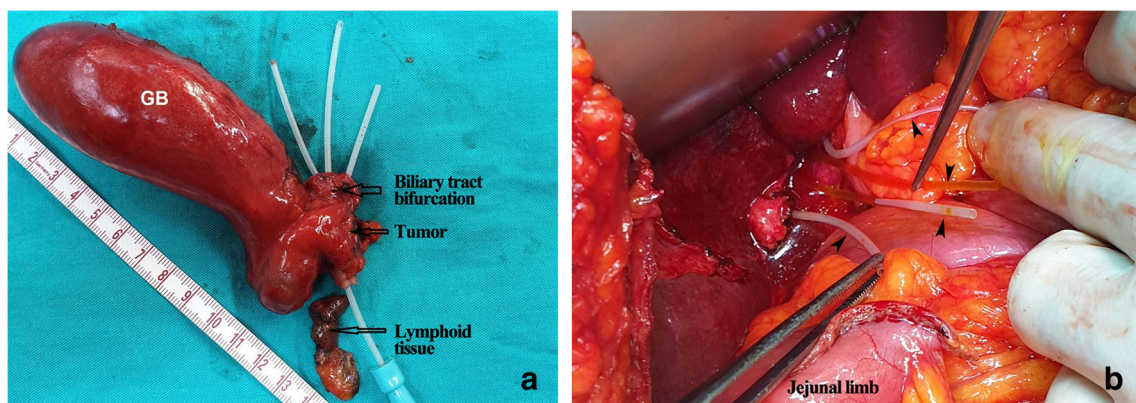 GB
Biliary tract
bifurcation
Tumor
Lymphoid
tissue
1 2 3 4 5 6 7 8 9 10 11 12 13
a
Jejunal limb
b